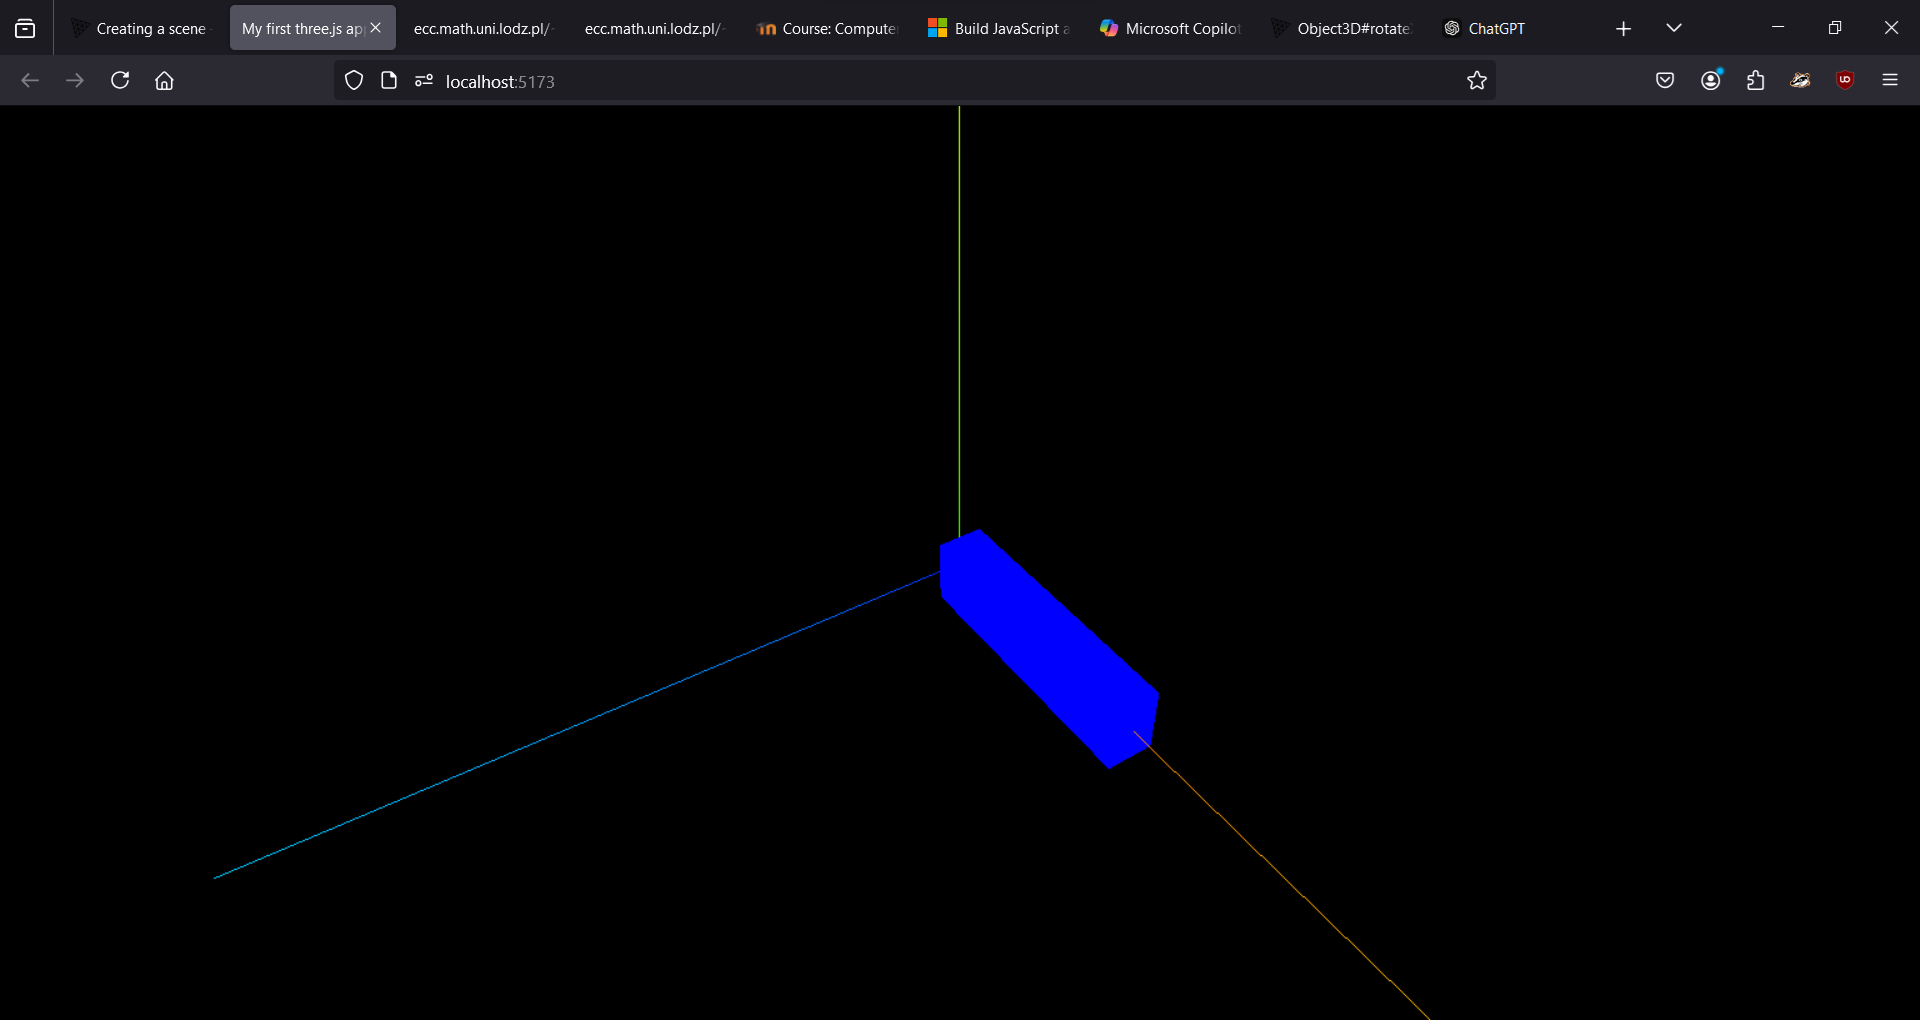 Creating a scene
My first three.js ap
ecc.math.uni.lodz.pl/
ecc.math.uni.lodz.pl/
Course: Compute
Build JavaScript a
Microsoft Copilot
Object3D#rotate
ChatGPT
localhost:5173